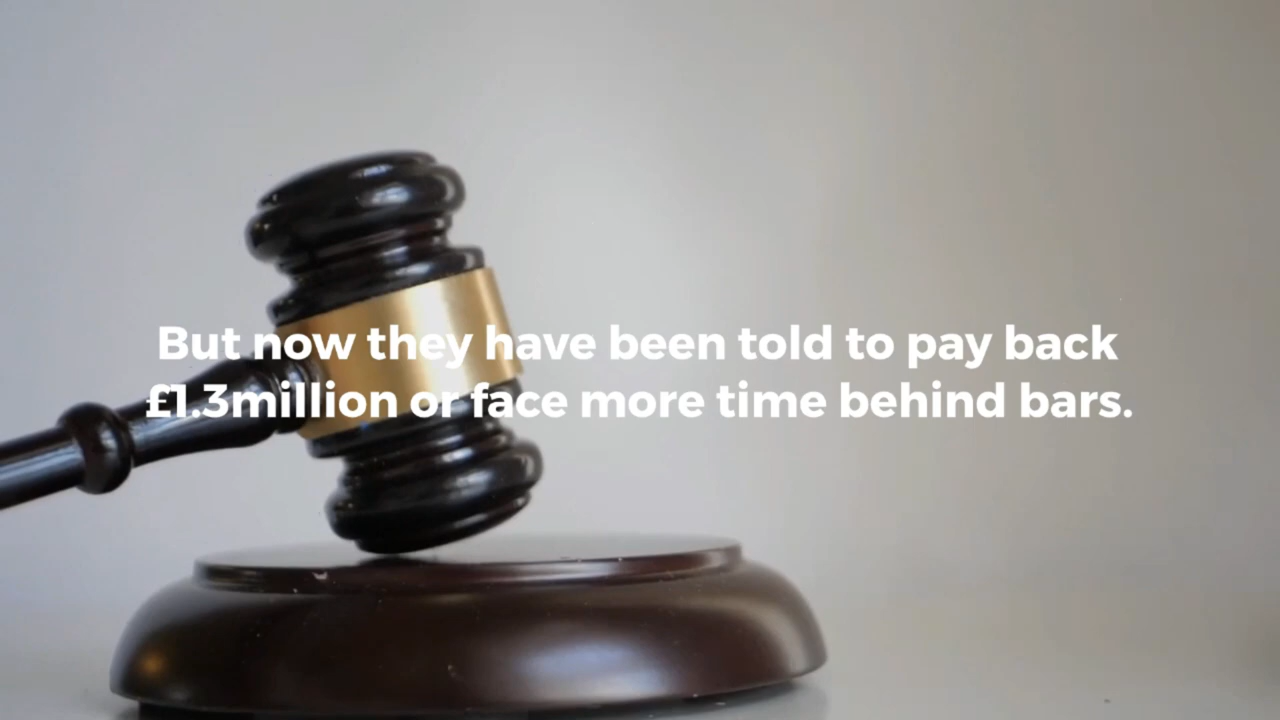 But now they have been told to pay back
£1.3million or face more time behind bars.